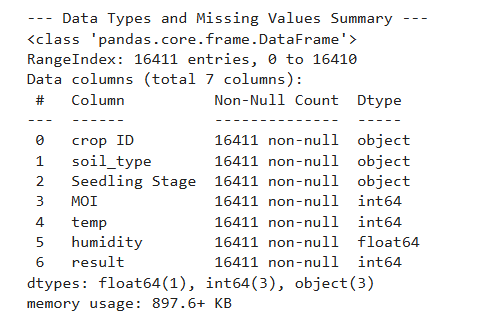 --- Data Types and Missing Values Summary ---
<class 'pandas.core.frame.DataFrame'>
RangeIndex: 16411 entries, 0 to 16410
Data columns (total 7 columns):
 #   Column          Non-Null Count  Dtype
---  ------          --------------  -----
 0   crop ID         16411 non-null  object
 1   soil_type       16411 non-null  object
 2   Seedling Stage  16411 non-null  object
 3   MOI             16411 non-null  int64
 4   temp            16411 non-null  int64
 5   humidity        16411 non-null  float64
 6   result          16411 non-null  int64
dtypes: float64(1), int64(3), object(3)
memory usage: 897.6+ KB